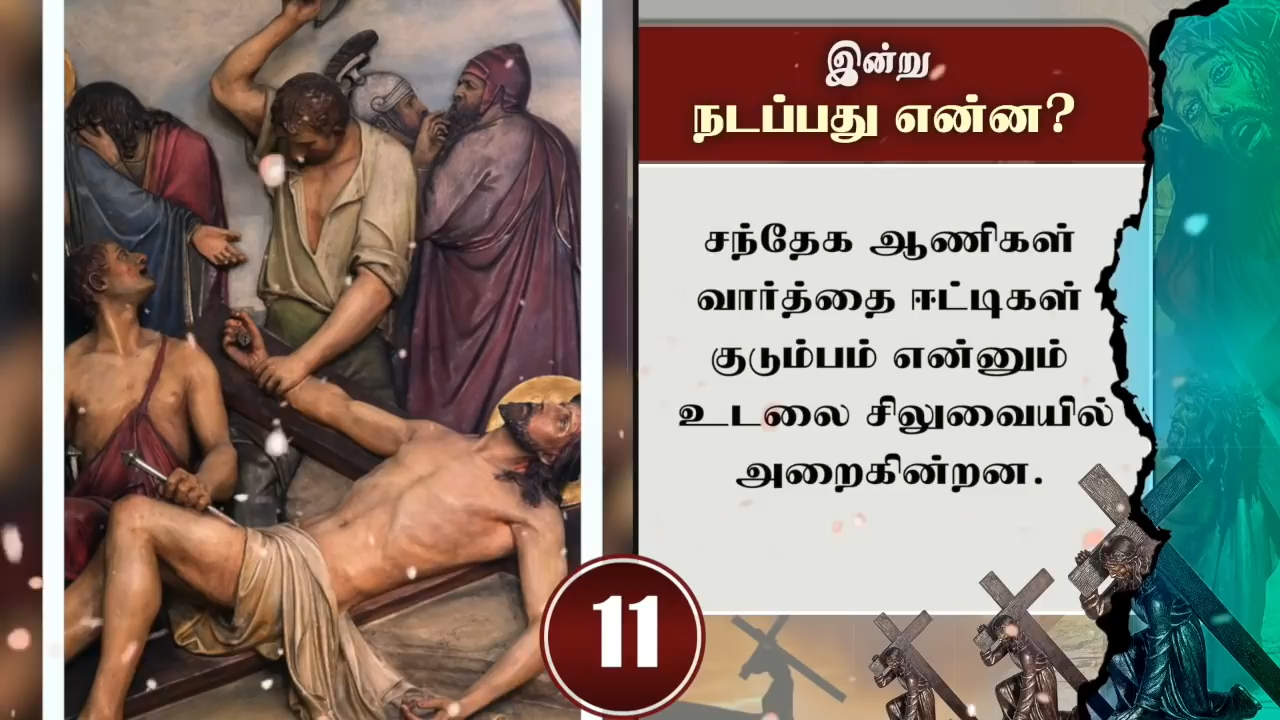 இன்று
நடப்பது என்ன?
சந்தேக ஆணிகள்
வார்த்தை ஈட்டிகள்
குடும்பம் என்னும்
உடலை சிலுவையில்
அறைகின்றன.
11